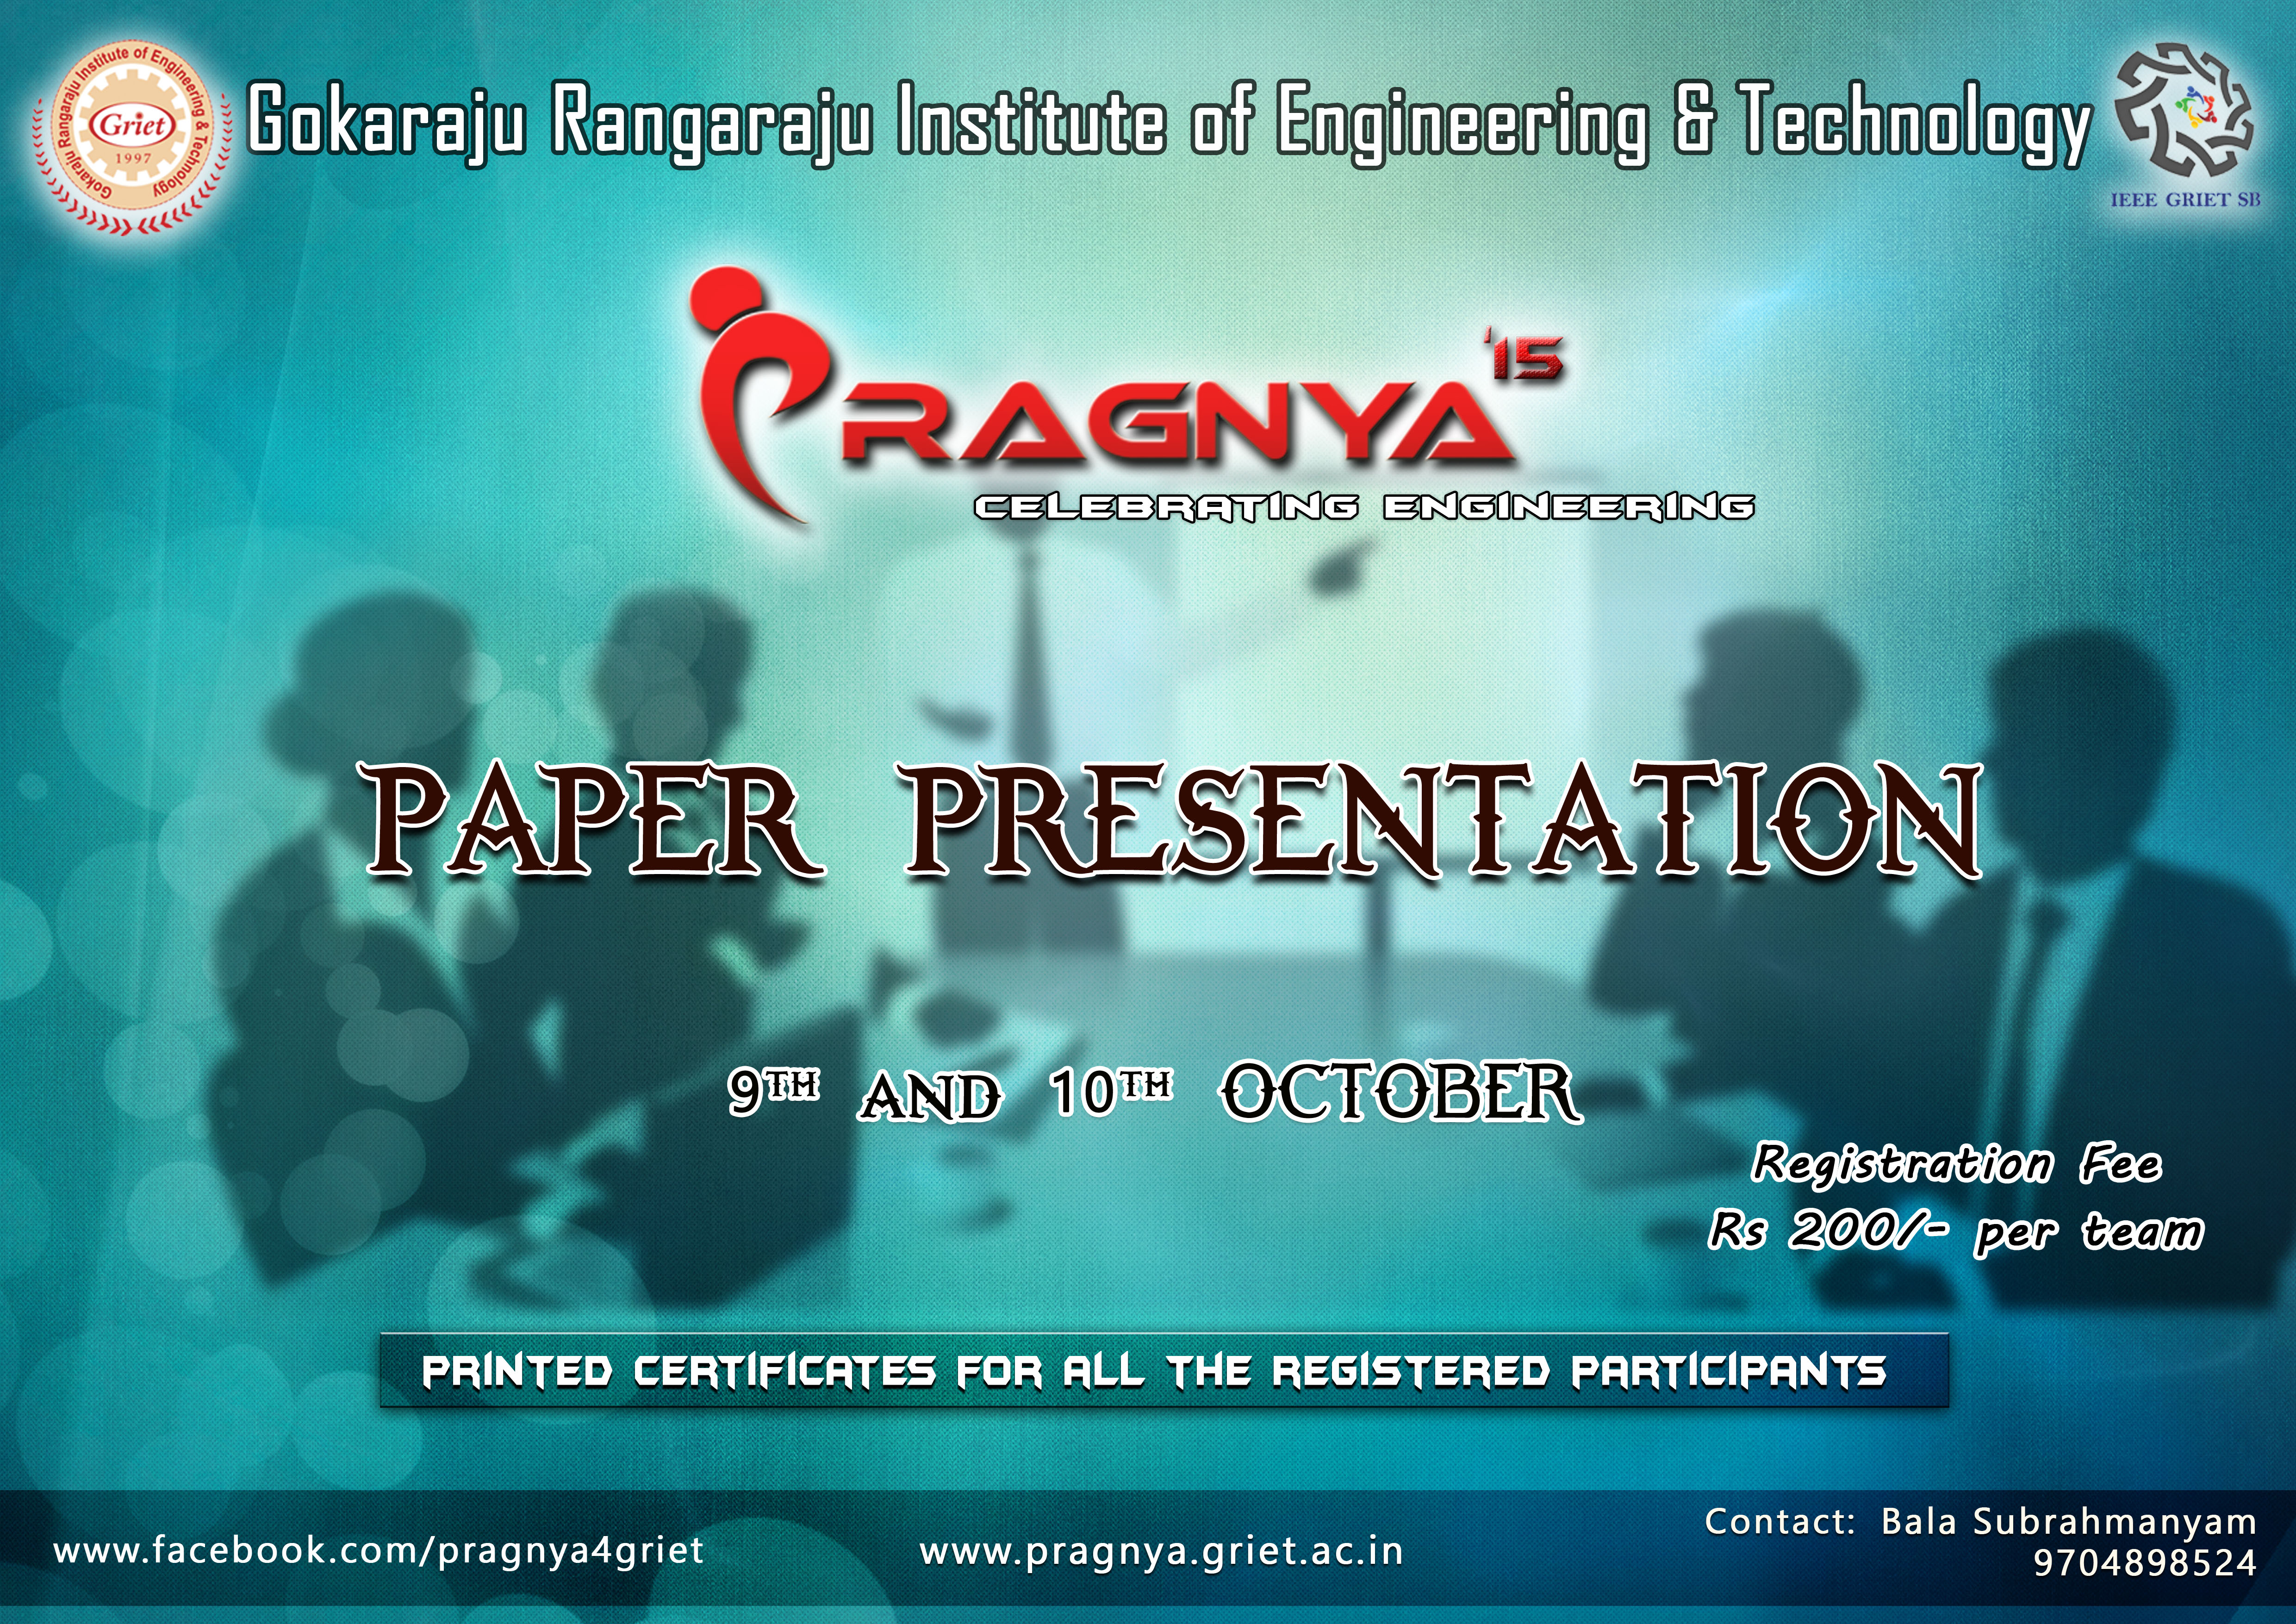 Gokaraju Rangaraju Institute of Engineering & Technology
Gokaraju Rangaraju Institute of Engineering & Technology
Griet
1997
IEEE GRIET SB
PRAGNYA '15
CELEBRATING ENGINEERING
PAPER PRESENTATION
9TH AND 10TH OCTOBER
Registration Fee
Rs 200/- per team
PRINTED CERTIFICATES FOR ALL THE REGISTERED PARTICIPANTS
www.facebook.com/pragnya4griet
www.pragnya.griet.ac.in
Contact: Bala Subrahmanyam
9704898524